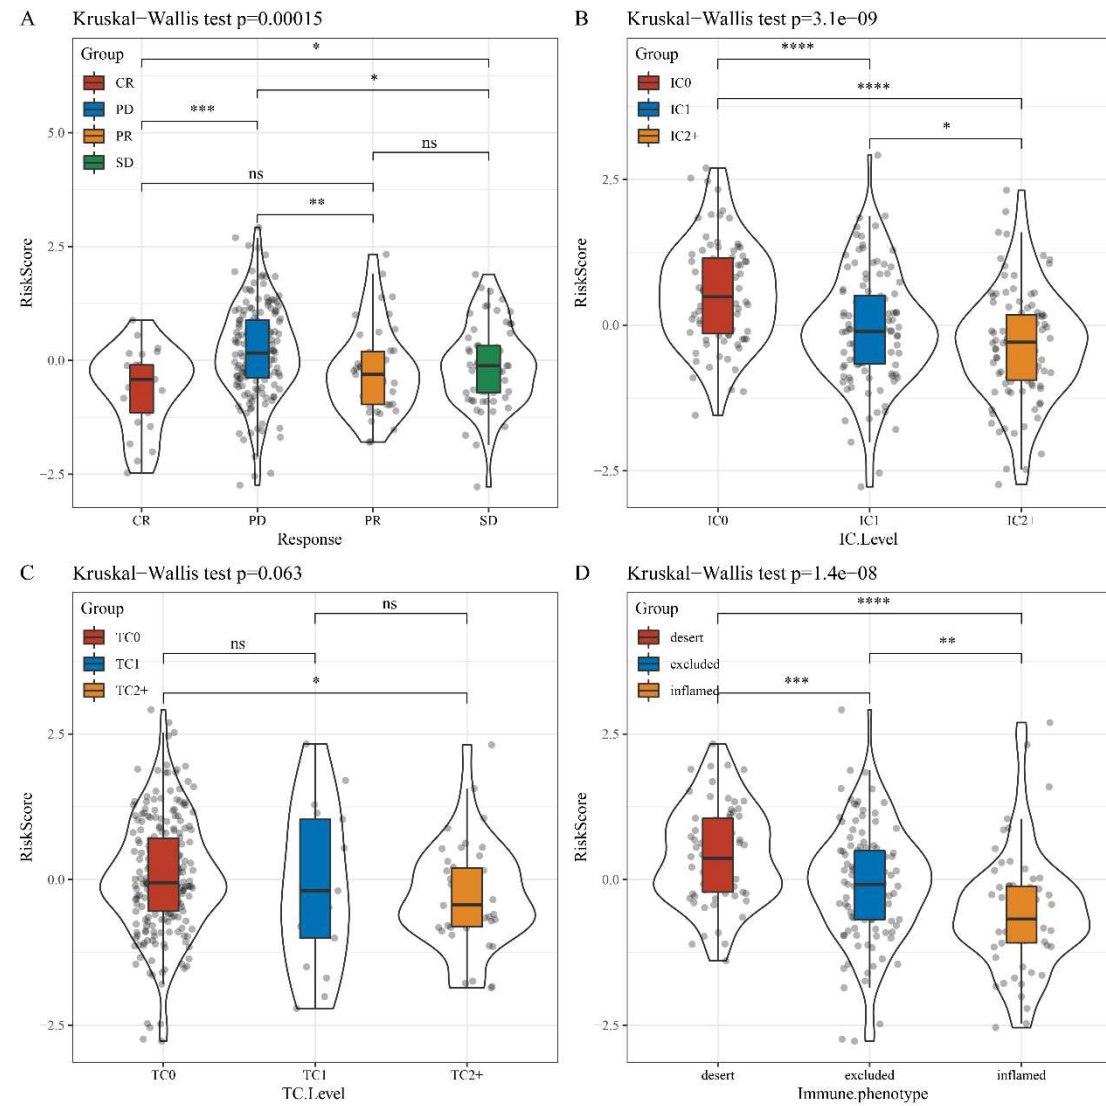 A Kruskal−Wallis test p=0.00015
Group
CR
PD
PR
SD
*
*
***
ns
ns
**
RiskScore
5.0
2.5
0.0
−2.5
CR PD PR SD
Response
B Kruskal−Wallis test p=3.1e−09
Group
IC0
IC1
IC2+
****
****
*
RiskScore
2.5
0.0
−2.5
IC0 IC1 IC2+
IC.Level
C Kruskal−Wallis test p=0.063
Group
TC0
TC1
TC2+
ns
ns
*
RiskScore
2.5
0.0
−2.5
TC0 TC1 TC2+
TC.Level
D Kruskal−Wallis test p=1.4e−08
Group
desert
excluded
inflamed
****
**
***
RiskScore
2.5
0.0
−2.5
desert excluded inflamed
Immune.phenotype